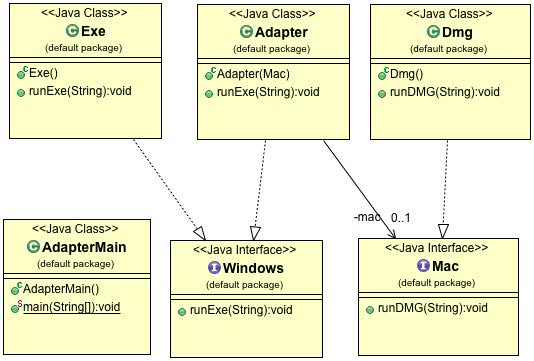 <<Java Class>>
Exe
(default package)
Exe()
runExe(String):void
<<Java Class>>
Adapter
(default package)
Adapter(Mac)
runExe(String):void
<<Java Class>>
Dmg
(default package)
Dmg()
runDMG(String):void
-mac 0..1
<<Java Class>>
AdapterMain
(default package)
AdapterMain()
main(String[]):void
<<Java Interface>>
Windows
(default package)
runExe(String):void
<<Java Interface>>
Mac
(default package)
runDMG(String):void